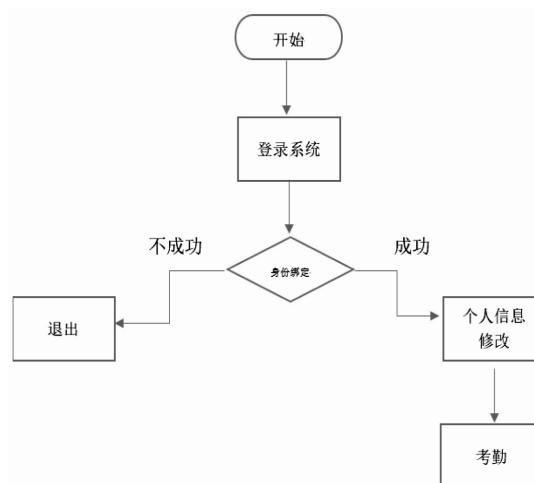 开始
登录系统
不成功
成功
身份绑定
退出
个人信息
修改
考勤